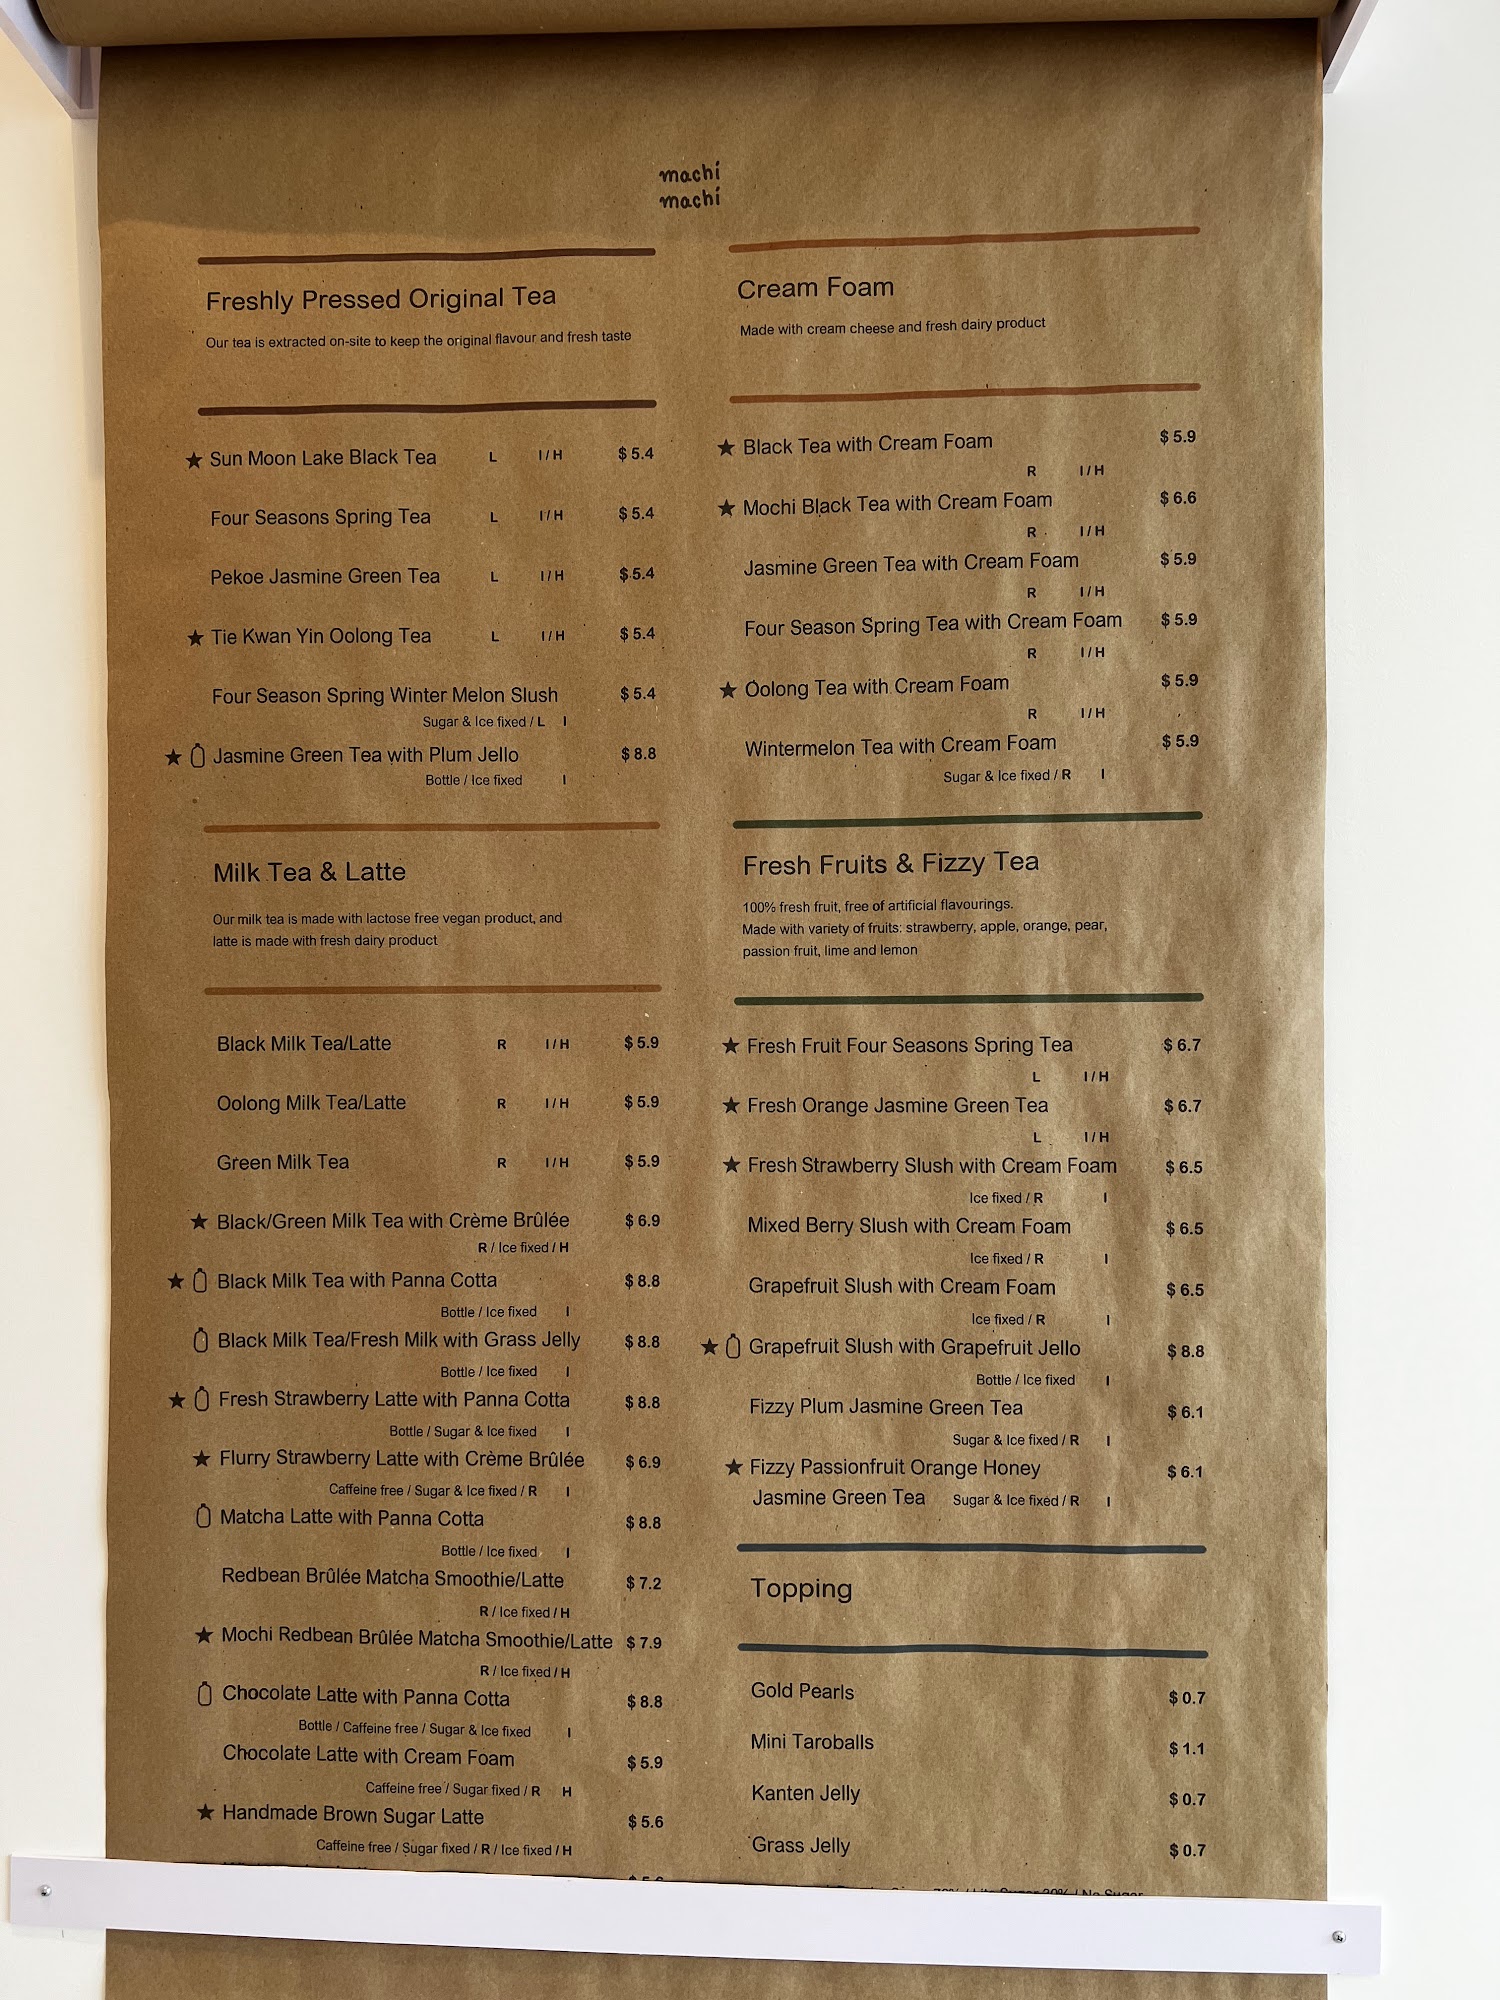 machi
machi
Freshly Pressed Original Tea
Our tea is extracted on-site to keep the original flavour and fresh taste
★ Sun Moon Lake Black Tea L I/H $5.4
Four Seasons Spring Tea L I/H $5.4
Pekoe Jasmine Green Tea L I/H $5.4
★ Tie Kwan Yin Oolong Tea L I/H $5.4
Four Season Spring Winter Melon Slush $5.4
Sugar & Ice fixed / L I
★ Jasmine Green Tea with Plum Jello $8.8
Bottle / Ice fixed I
Milk Tea & Latte
Our milk tea is made with lactose free vegan product, and
latte is made with fresh dairy product
Black Milk Tea/Latte R I/H $5.9
Oolong Milk Tea/Latte R I/H $5.9
Green Milk Tea R I/H $5.9
★ Black/Green Milk Tea with Crème Brûlée $6.9
R / Ice fixed / H
★ Black Milk Tea with Panna Cotta $8.8
Bottle / Ice fixed I
Black Milk Tea/Fresh Milk with Grass Jelly $8.8
Bottle / Ice fixed I
★ Fresh Strawberry Latte with Panna Cotta $8.8
Bottle / Sugar & Ice fixed I
★ Flurry Strawberry Latte with Crème Brûlée $6.9
Caffeine free / Sugar & Ice fixed / R I
Matcha Latte with Panna Cotta $8.8
Bottle / Ice fixed I
Redbean Brûlée Matcha Smoothie/Latte $7.2
R / Ice fixed / H
★ Mochi Redbean Brûlée Matcha Smoothie/Latte $7.9
R / Ice fixed / H
Chocolate Latte with Panna Cotta $8.8
Bottle / Caffeine free / Sugar & Ice fixed I
Chocolate Latte with Cream Foam $5.9
Caffeine free / Sugar fixed / R H
★ Handmade Brown Sugar Latte $5.6
Caffeine free / Sugar fixed / R / Ice fixed / H
Cream Foam
Made with cream cheese and fresh dairy product
★ Black Tea with Cream Foam $5.9
R I/H
★ Mochi Black Tea with Cream Foam $6.6
R I/H
Jasmine Green Tea with Cream Foam $5.9
R I/H
Four Season Spring Tea with Cream Foam $5.9
R I/H
★ Oolong Tea with Cream Foam $5.9
R I/H
Wintermelon Tea with Cream Foam $5.9
Sugar & Ice fixed / R I
Fresh Fruits & Fizzy Tea
100% fresh fruit, free of artificial flavourings.
Made with variety of fruits: strawberry, apple, orange, pear,
passion fruit, lime and lemon
★ Fresh Fruit Four Seasons Spring Tea $6.7
L I/H
★ Fresh Orange Jasmine Green Tea $6.7
L I/H
★ Fresh Strawberry Slush with Cream Foam $6.5
Ice fixed / R I
Mixed Berry Slush with Cream Foam $6.5
Ice fixed / R I
Grapefruit Slush with Cream Foam $6.5
Ice fixed / R I
★ Grapefruit Slush with Grapefruit Jello $8.8
Bottle / Ice fixed I
Fizzy Plum Jasmine Green Tea $6.1
Sugar & Ice fixed / R I
★ Fizzy Passionfruit Orange Honey $6.1
Jasmine Green Tea Sugar & Ice fixed / R I
Topping
Gold Pearls $0.7
Mini Taroballs $1.1
Kanten Jelly $0.7
Grass Jelly $0.7